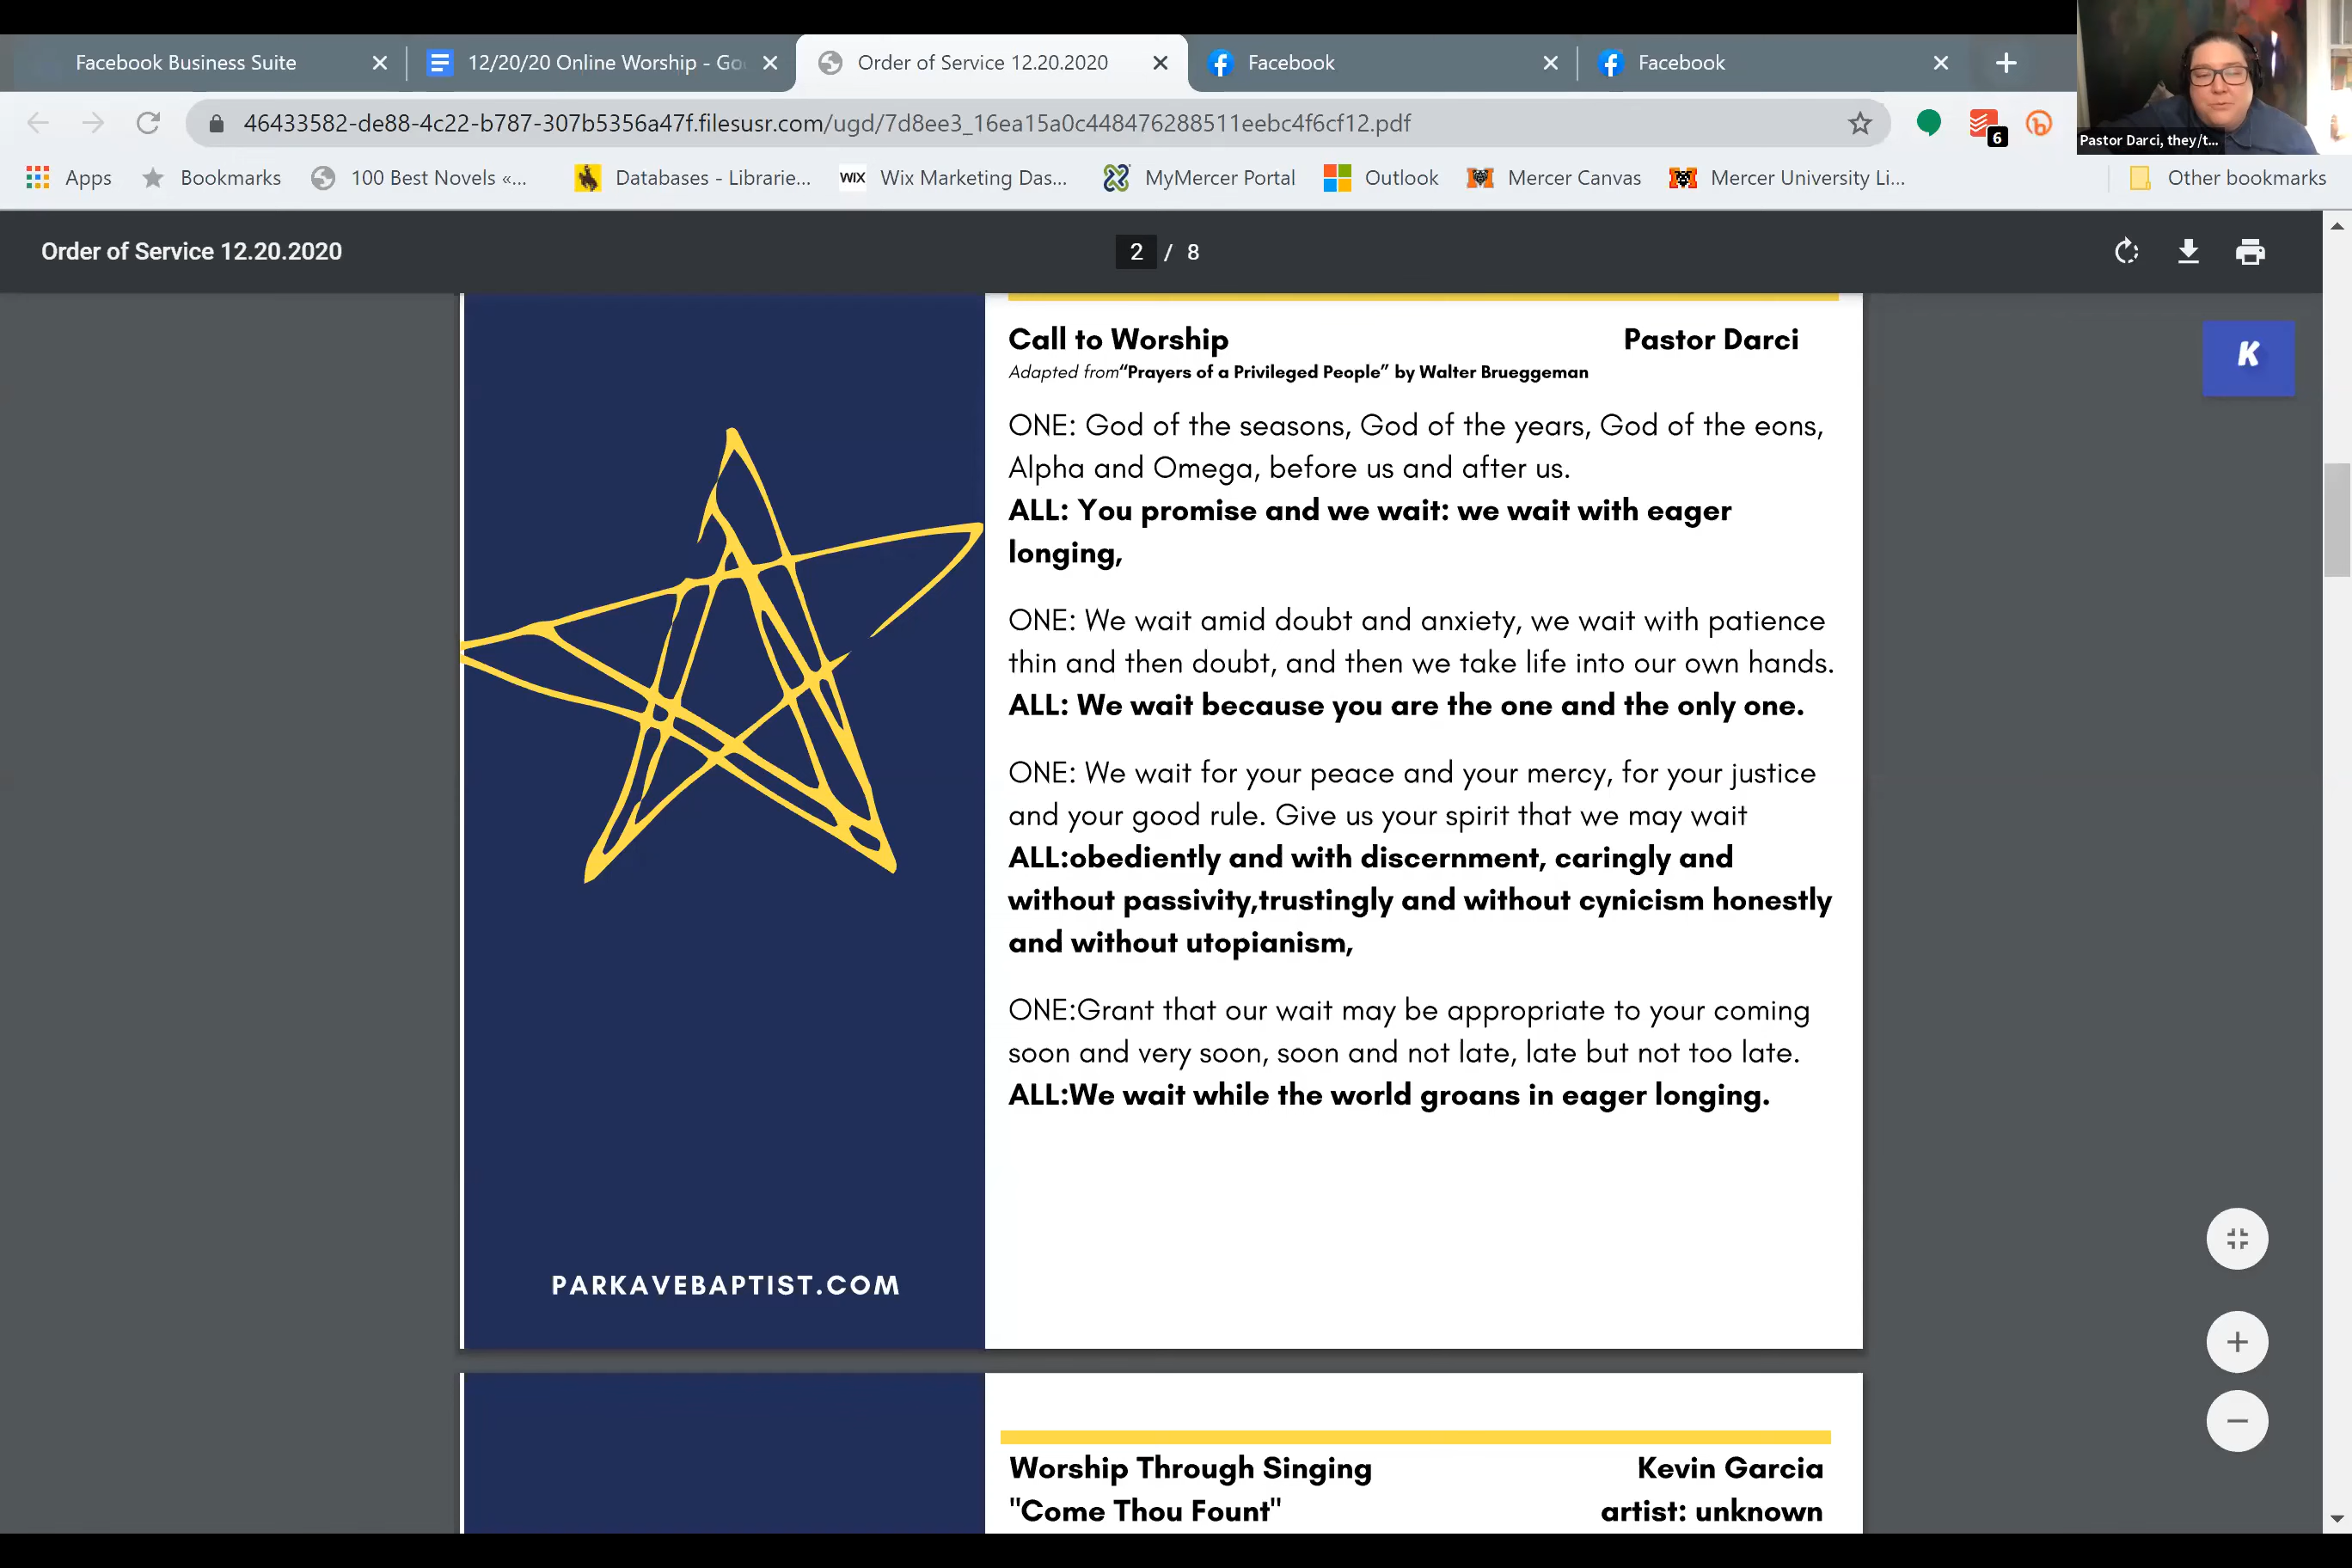 Facebook Business Suite
12/20/20 Online Worship - Go
Order of Service 12.20.2020
Facebook
Facebook
46433582-de88-4c22-b787-307b5356a47f.filesusr.com/ugd/7d8ee3_16ea15a0c448476288511eebc4f6cf12.pdf
6
Pastor Darci, they/t...
Apps
Bookmarks
100 Best Novels «...
Databases - Librarie...
WIX Wix Marketing Das...
MyMercer Portal
Outlook
Mercer Canvas
Mercer University Li...
Other bookmarks
Order of Service 12.20.2020
2 / 8
K
Call to Worship Pastor Darci
Adapted from“Prayers of a Privileged People” by Walter Brueggeman
ONE: God of the seasons, God of the years, God of the eons,
Alpha and Omega, before us and after us.
ALL: You promise and we wait: we wait with eager
longing,
ONE: We wait amid doubt and anxiety, we wait with patience
thin and then doubt, and then we take life into our own hands.
ALL: We wait because you are the one and the only one.
ONE: We wait for your peace and your mercy, for your justice
and your good rule. Give us your spirit that we may wait
ALL:obediently and with discernment, caringly and
without passivity,trustingly and without cynicism honestly
and without utopianism,
ONE:Grant that our wait may be appropriate to your coming
soon and very soon, soon and not late, late but not too late.
ALL:We wait while the world groans in eager longing.
PARKAVEBAPTIST.COM
Worship Through Singing Kevin Garcia
"Come Thou Fount" artist: unknown